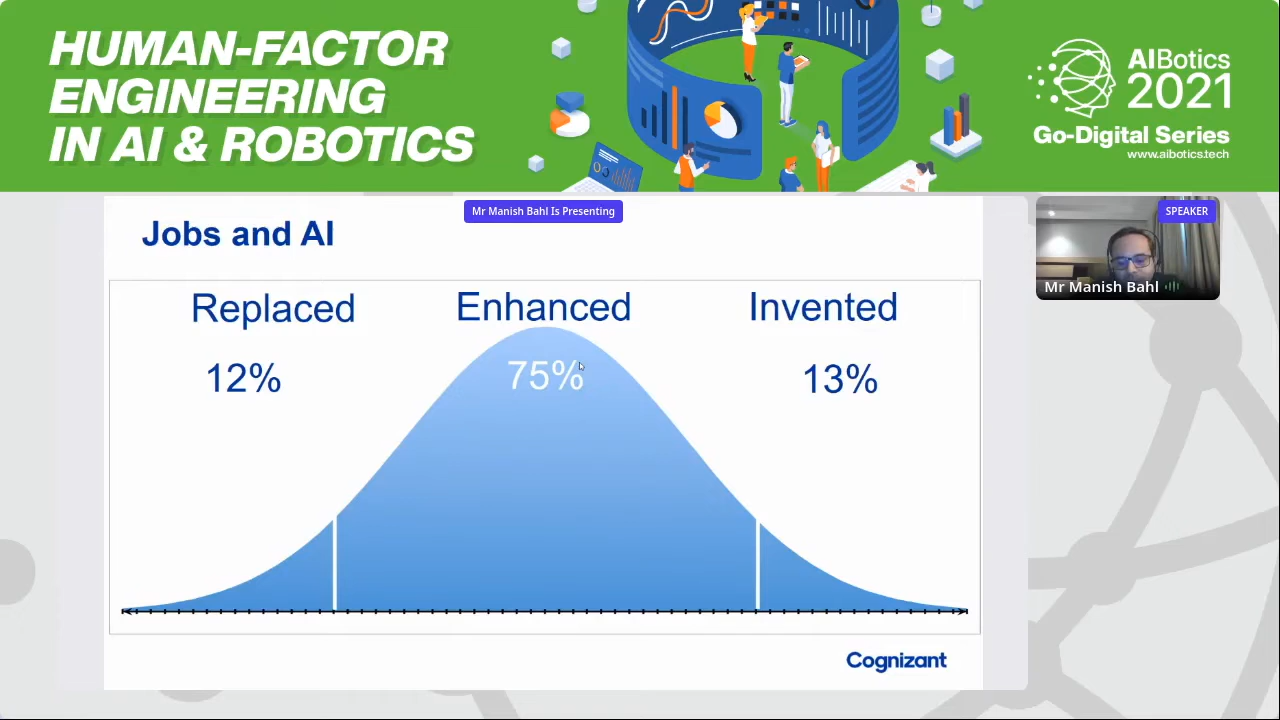 HUMAN-FACTOR
ENGINEERING
IN AI & ROBOTICS
AIBotics
2021
Go-Digital Series
www.aibotics.tech
Mr Manish Bahl Is Presenting
SPEAKER
Mr Manish Bahl
Jobs and AI
Replaced
Enhanced
Invented
12%
75%
13%
Cognizant